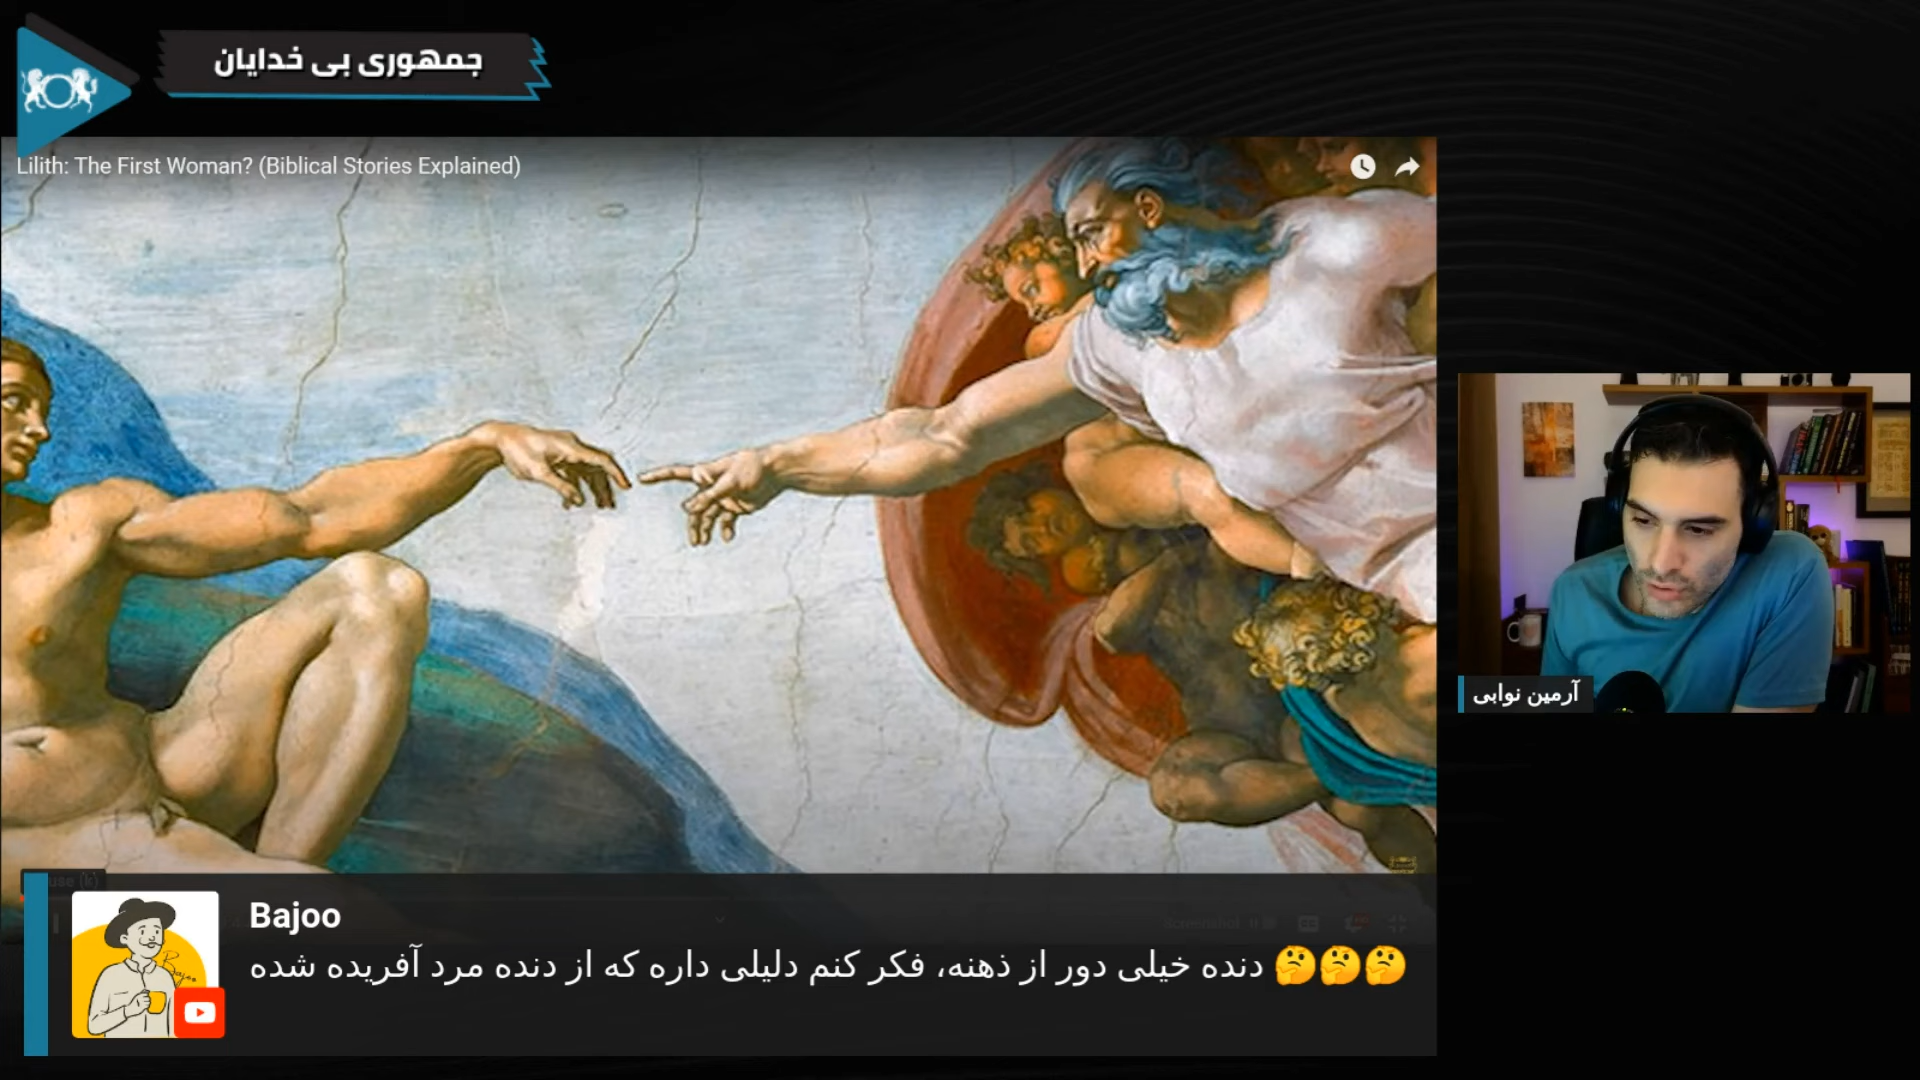 جمهوری بی خدایان
Lilith: The First Woman? (Biblical Stories Explained)
آرمین نوابی
Bajoo
🤔🤔🤔 دنده خیلی دور از ذهنه، فکر کنم دلیلی داره که از دنده مرد آفریده شده
Screenshot